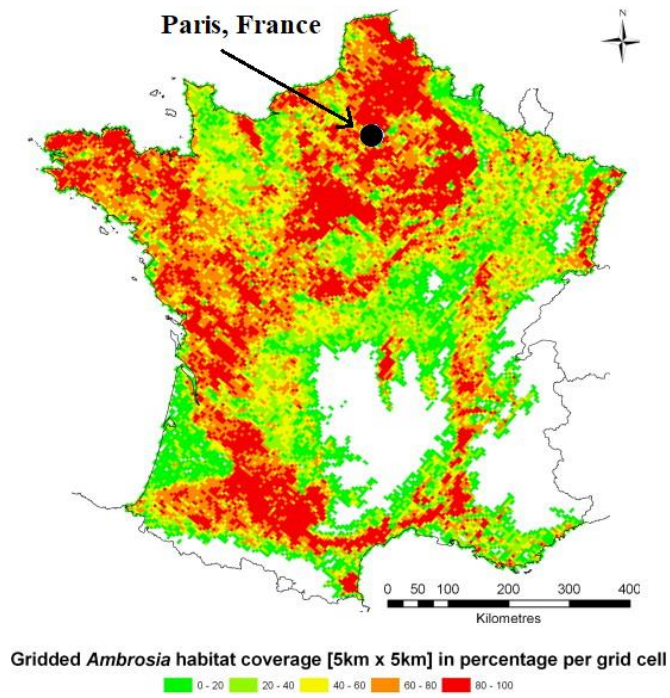 Paris, France
N
0 50 100 200 300 400
Kilometres
Gridded Ambrosia habitat coverage [5km x 5km] in percentage per grid cell
0 - 20 20 - 40 40 - 60 60 - 80 80 - 100